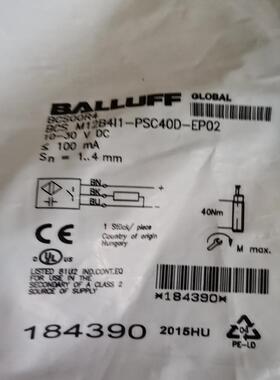 BALLUFF GLOBAL
BCS00R4
BCS M12B4I1-PSC40D-EP02
10-30 V DC
≤ 100 mA
Sn = 1..4 mm
BN +
BK
BU -
40Nm
M max.
CE
1 Stück/piece
Country of origin
Hungary
UL
LISTED 81U2 IND.CONT.EQ
FOR USE IN THE
SECONDARY OF A CLASS 2
SOURCE OF SUPPLY
*184390*
184390 2015HU
PE-LD